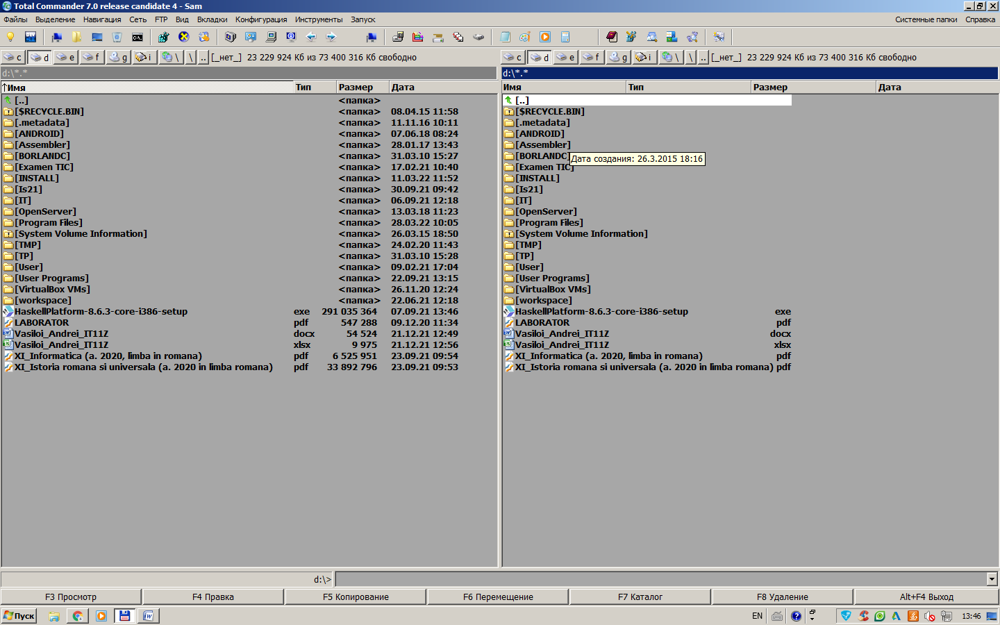 Total Commander 7.0 release candidate 4 - Sam
Файлы Выделение Навигация Сеть FTP Вид Вкладки Конфигурация Инструменты Запуск Системные папки Справка
c d e f g i \ \ .. [_нет_] 23 229 924 Кб из 73 400 316 Кб свободно
c d e f g i \ \ .. [_нет_] 23 229 924 Кб из 73 400 316 Кб свободно
d:\*.*
d:\*.*
Имя Тип Размер Дата
[..] <папка>
[$RECYCLE.BIN] <папка> 08.04.15 11:58
[.metadata] <папка> 11.11.16 10:11
[ANDROID] <папка> 07.06.18 08:24
[Assembler] <папка> 28.01.17 13:43
[BORLANDC] <папка> 31.03.10 15:27
[Examen TIC] <папка> 17.02.21 10:40
[INSTALL] <папка> 11.03.22 11:52
[Is21] <папка> 30.09.21 09:42
[IT] <папка> 06.09.21 12:18
[OpenServer] <папка> 13.03.18 11:23
[Program Files] <папка> 28.03.22 10:05
[System Volume Information] <папка> 26.03.15 18:50
[TMP] <папка> 24.02.20 11:43
[TP] <папка> 31.03.10 15:28
[User] <папка> 09.02.21 17:04
[User Programs] <папка> 22.09.21 13:15
[VirtualBox VMs] <папка> 26.11.20 12:24
[workspace] <папка> 22.06.21 12:18
HaskellPlatform-8.6.3-core-i386-setup exe 291 035 364 07.09.21 13:46
LABORATOR pdf 547 288 09.12.20 11:34
Vasiloi_Andrei_IT11Z docx 54 524 21.12.21 12:49
Vasiloi_Andrei_IT11Z xlsx 9 975 21.12.21 12:56
XI_Informatica (a. 2020, limba in romana) pdf 6 525 951 23.09.21 09:54
XI_Istoria romana si universala (a. 2020 in limba romana) pdf 33 892 796 23.09.21 09:53
Имя Тип Размер Дата
[..]
[$RECYCLE.BIN]
[.metadata]
[ANDROID]
[Assembler]
[BORLANDC]
Дата создания: 26.3.2015 18:16
[Examen TIC]
[INSTALL]
[Is21]
[IT]
[OpenServer]
[Program Files]
[System Volume Information]
[TMP]
[TP]
[User]
[User Programs]
[VirtualBox VMs]
[workspace]
HaskellPlatform-8.6.3-core-i386-setup exe
LABORATOR pdf
Vasiloi_Andrei_IT11Z docx
Vasiloi_Andrei_IT11Z xlsx
XI_Informatica (a. 2020, limba in romana) pdf
XI_Istoria romana si universala (a. 2020 in limba romana) pdf
d:\>
F3 Просмотр F4 Правка F5 Копирование F6 Перемещение F7 Каталог F8 Удаление Alt+F4 Выход
Пуск EN 13:46